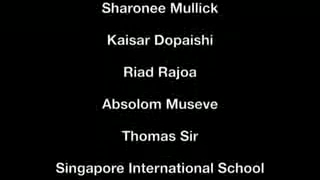 Sharonee Mullick
Kaisar Dopaishi
Riad Rajoa
Absolom Museve
Thomas Sir
Singapore International School